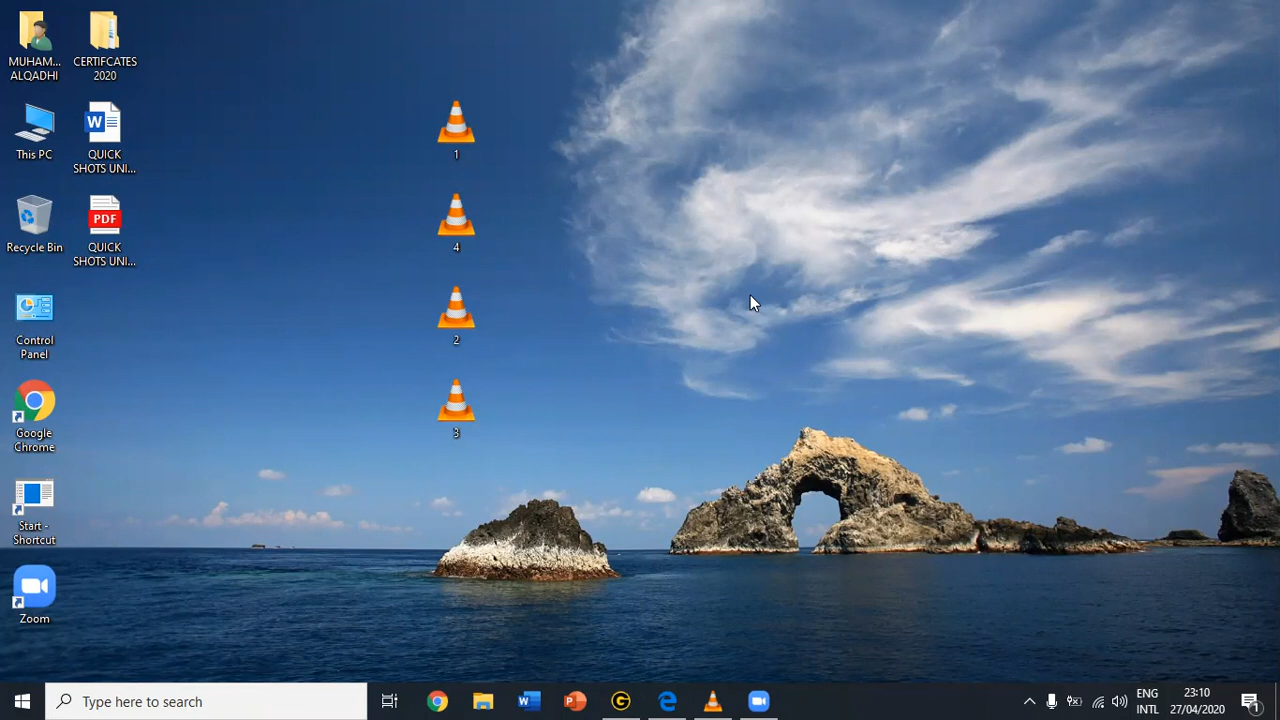 MUHAM...
ALQADHI
CERTIFCATES
2020
This PC
W
QUICK
SHOTS UNI...
Recycle Bin
PDF
QUICK
SHOTS UNI...
Control
Panel
Google
Chrome
Start -
Shortcut
Zoom
1
4
2
3
Type here to search
W
P
G
ENG
INTL
23:10
27/04/2020
1